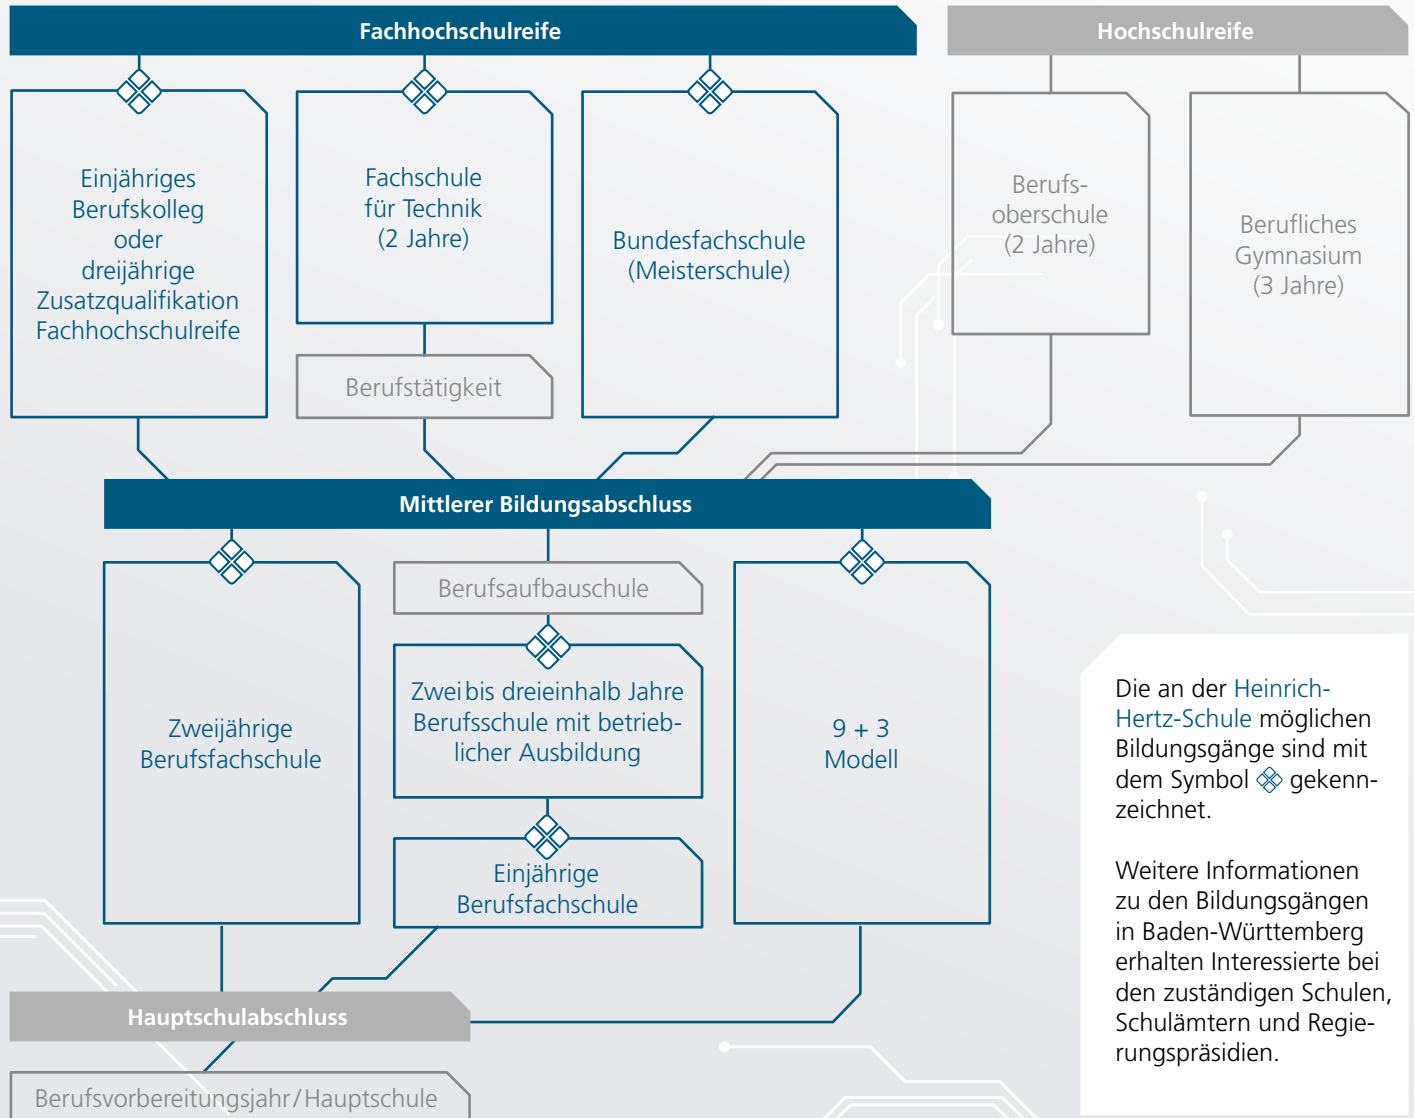 Fachhochschulreife
Hochschulreife
Einjähriges
Berufskolleg
oder
dreijährige
Zusatzqualifikation
Fachhochschulreife
Fachschule
für Technik
(2 Jahre)
Berufstätigkeit
Bundesfachschule
(Meisterschule)
Berufs-
oberschule
(2 Jahre)
Berufliches
Gymnasium
(3 Jahre)
Mittlerer Bildungsabschluss
Zweijährige
Berufsfachschule
Berufsaufbauschule
Zwei bis dreieinhalb Jahre
Berufsschule mit betrieb-
licher Ausbildung
Einjährige
Berufsfachschule
9 + 3
Modell
Die an der Heinrich-
Hertz-Schule möglichen
Bildungsgänge sind mit
dem Symbol gekenn-
zeichnet.
Weitere Informationen
zu den Bildungsgängen
in Baden-Württemberg
erhalten Interessierte bei
den zuständigen Schulen,
Schulämtern und Regie-
rungspräsidien.
Hauptschulabschluss
Berufsvorbereitungsjahr/Hauptschule